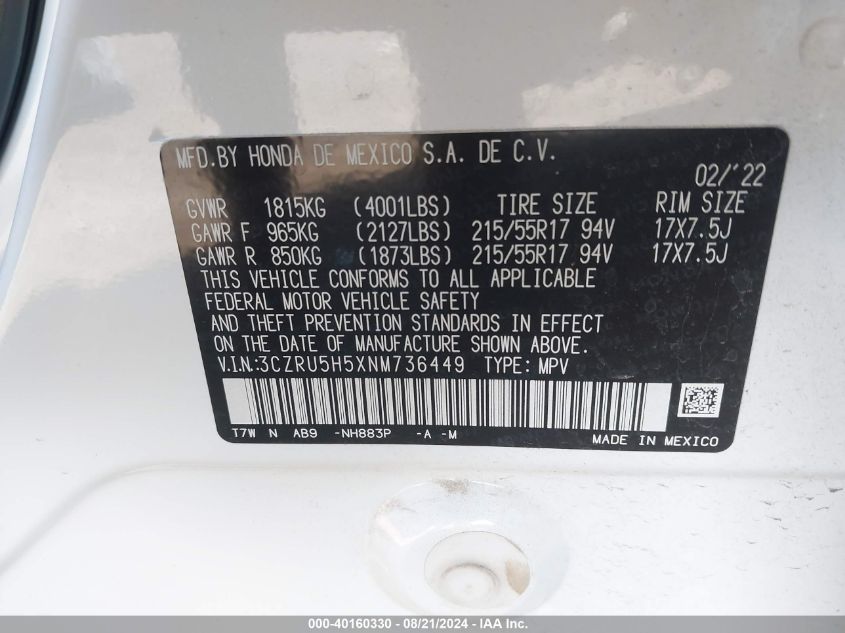 MFD.BY HONDA DE MEXICO S.A. DE C.V.
02/'22
GVWR 1815KG (4001LBS) TIRE SIZE RIM SIZE
GAWR F 965KG (2127LBS) 215/55R17 94V 17X7.5J
GAWR R 850KG (1873LBS) 215/55R17 94V 17X7.5J
THIS VEHICLE CONFORMS TO ALL APPLICABLE
FEDERAL MOTOR VEHICLE SAFETY
AND THEFT PREVENTION STANDARDS IN EFFECT
ON THE DATE OF MANUFACTURE SHOWN ABOVE.
V.I.N.:3CZRU5H5XNM736449 TYPE: MPV
T7W N AB9 -NH883P -A -M
MADE IN MEXICO
000-40160330 - 08/21/2024 - Copyright © IAA, Inc.